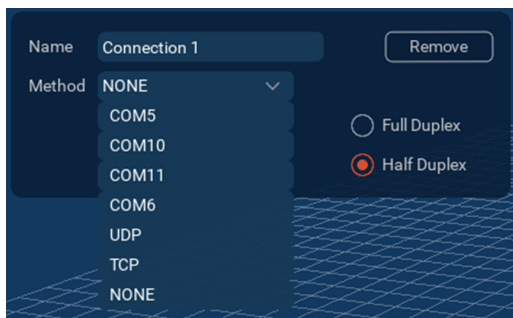 Name Connection 1 Remove
Method NONE
COM5
Full Duplex
COM10
COM11
Half Duplex
COM6
UDP
TCP
NONE